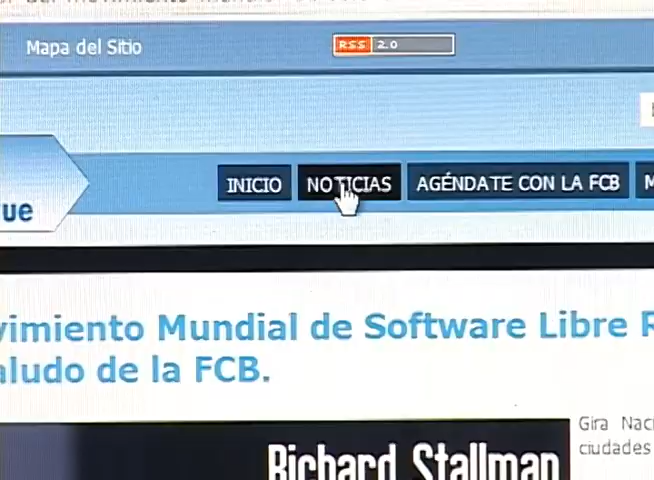 Mapa del Sitio
RSS 2.0
INICIO NOTICIAS AGÉNDATE CON LA FCB M
ue
vimiento Mundial de Software Libre R
aludo de la FCB.
Gira Naci
ciudades
Richard Stallman